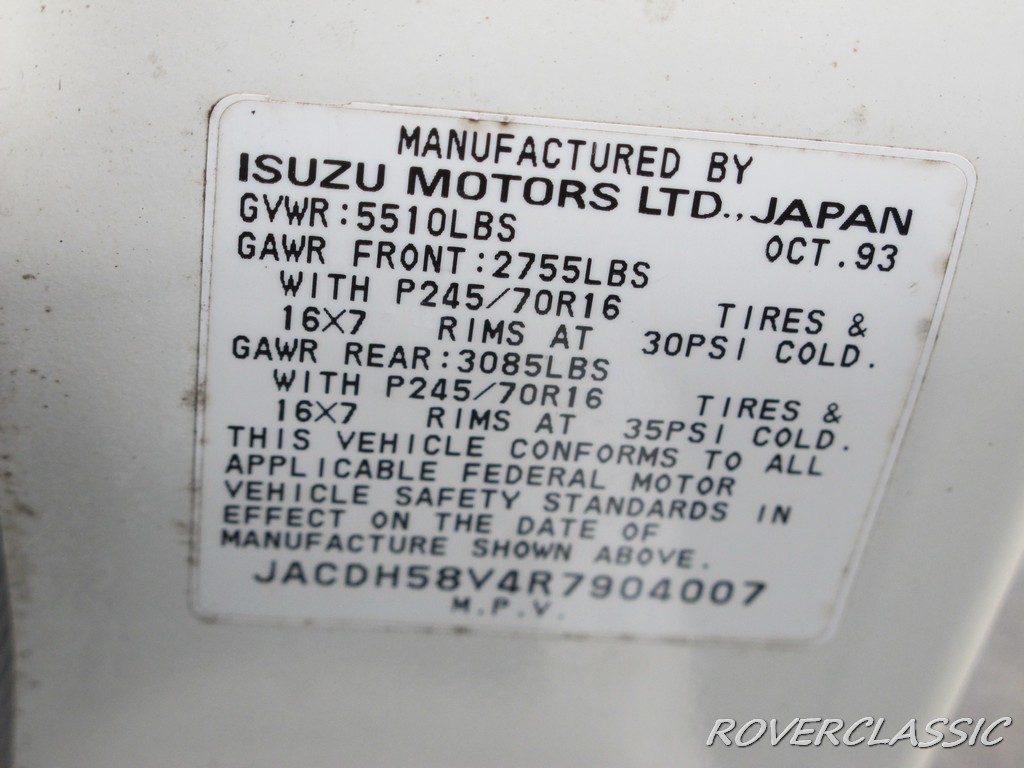 MANUFACTURED BY
ISUZU MOTORS LTD., JAPAN
GVWR:5510LBS OCT.93
GAWR FRONT:2755LBS
WITH P245/70R16 TIRES &
16X7 RIMS AT 30PSI COLD.
GAWR REAR:3085LBS
WITH P245/70R16 TIRES &
16X7 RIMS AT 35PSI COLD.
THIS VEHICLE CONFORMS TO ALL
APPLICABLE FEDERAL MOTOR
VEHICLE SAFETY STANDARDS IN
EFFECT ON THE DATE OF
MANUFACTURE SHOWN ABOVE.
JACDH58V4R7904007
M.P.V.
ROVERCLASSIC